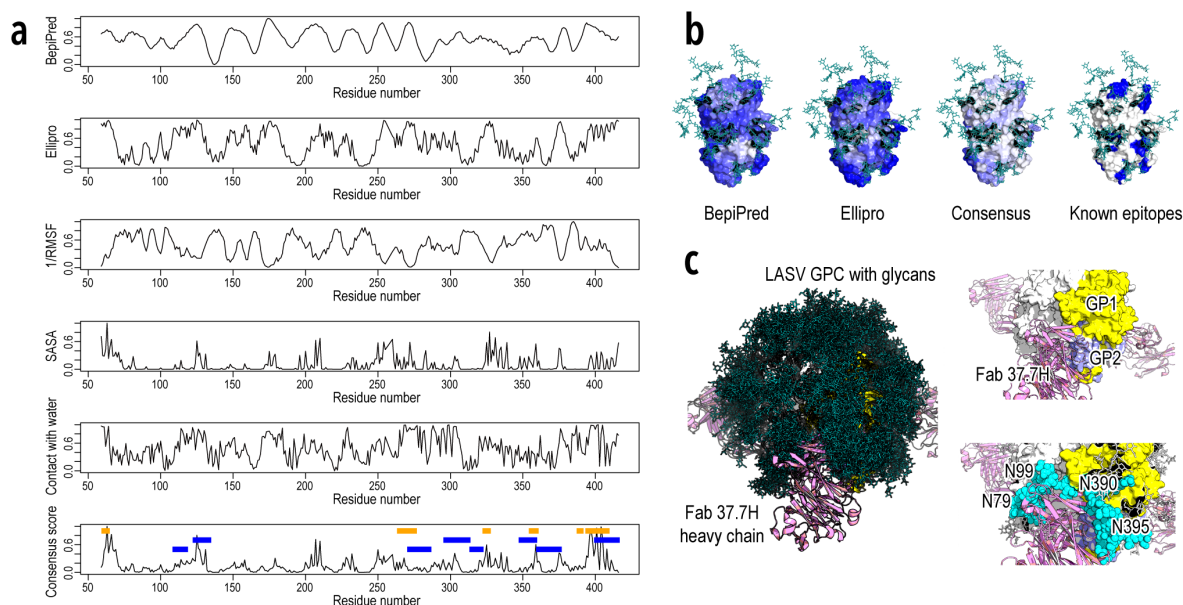 a
BepiPred
0.0 0.6
50 100 150 200 250 300 350 400
Residue number
Ellipro
0.0 0.6
50 100 150 200 250 300 350 400
Residue number
1/RMSF
0.0 0.6
50 100 150 200 250 300 350 400
Residue number
SASA
0.0 0.6
50 100 150 200 250 300 350 400
Residue number
Contact with water
0.0 0.6
50 100 150 200 250 300 350 400
Residue number
Consensus score
0.0 0.6
50 100 150 200 250 300 350 400
Residue number
b
BepiPred Ellipro Consensus Known epitopes
c
LASV GPC with glycans
Fab 37.7H
heavy chain
GP1
GP2
Fab 37.7H
N99
N79
N390
N395